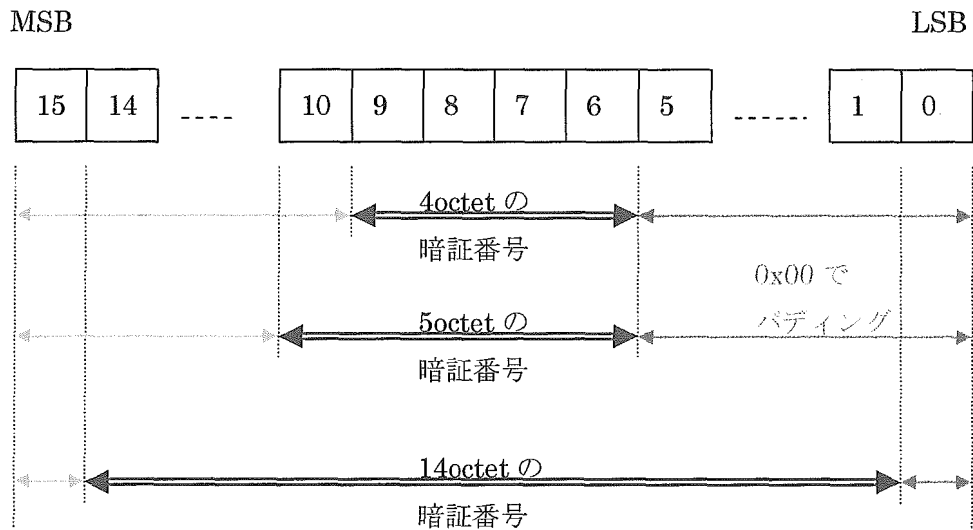 MSB LSB
15 14 ---- 10 9 8 7 6 5 ------ 1 0
4octet の
暗証番号
0x00 で
パディング
5octet の
暗証番号
14octet の
暗証番号